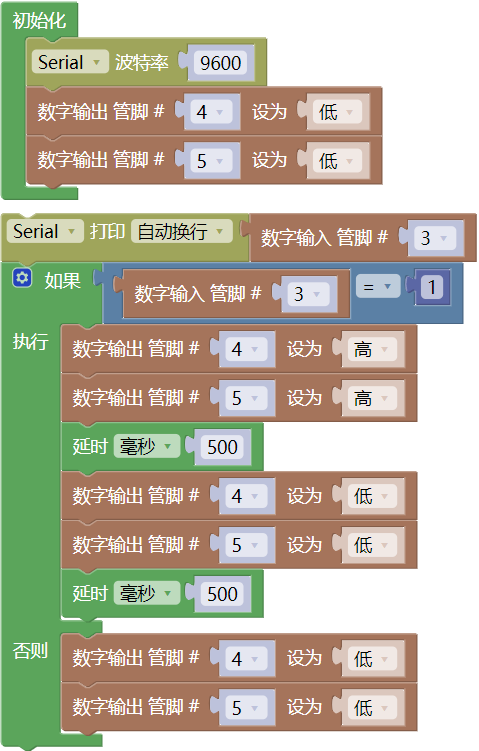 初始化
Serial 波特率 9600
数字输出 管脚 # 4 设为 低
数字输出 管脚 # 5 设为 低
Serial 打印 自动换行 数字输入 管脚 # 3
如果 数字输入 管脚 # 3 = 1
执行 数字输出 管脚 # 4 设为 高
数字输出 管脚 # 5 设为 高
延时 毫秒 500
数字输出 管脚 # 4 设为 低
数字输出 管脚 # 5 设为 低
延时 毫秒 500
否则 数字输出 管脚 # 4 设为 低
数字输出 管脚 # 5 设为 低